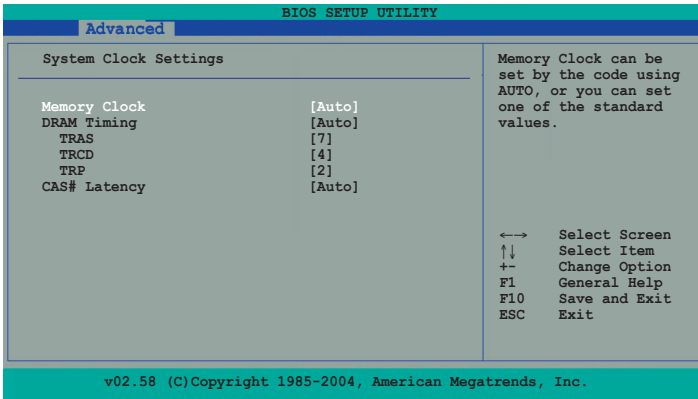 BIOS SETUP UTILITY
Advanced
System Clock Settings
Memory Clock [Auto]
DRAM Timing [Auto]
TRAS [7]
TRCD [4]
TRP [2]
CAS# Latency [Auto]
Memory Clock can be
set by the code using
AUTO, or you can set
one of the standard
values.
←→ Select Screen
↑↓ Select Item
+- Change Option
F1 General Help
F10 Save and Exit
ESC Exit
v02.58 (C)Copyright 1985-2004, American Megatrends, Inc.